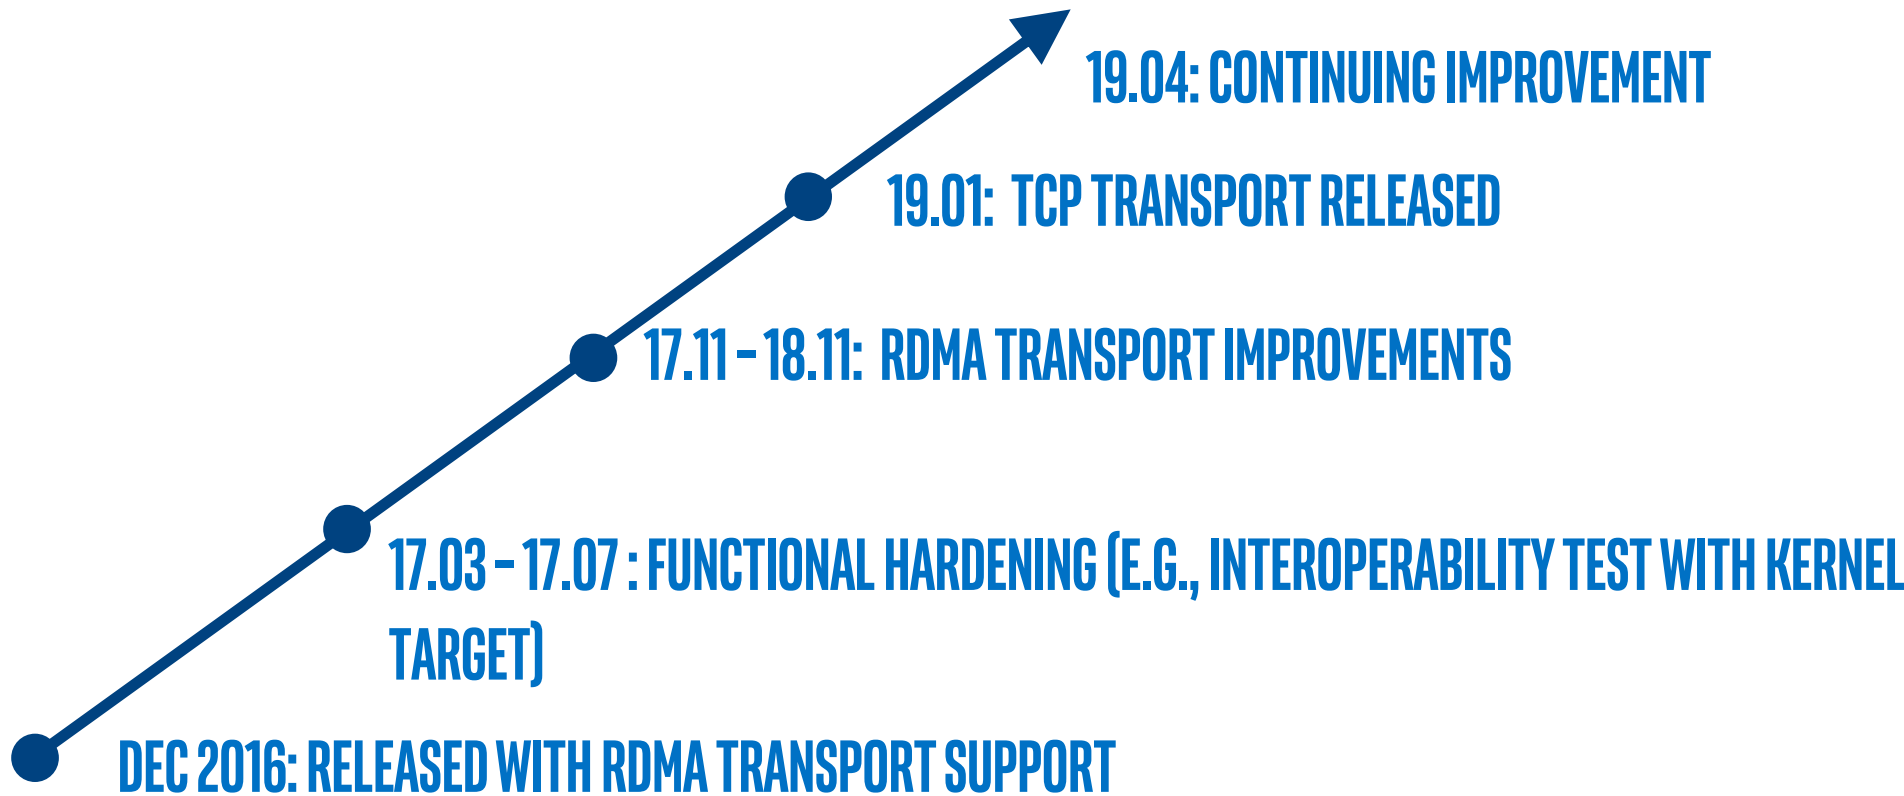 19.04: CONTINUING IMPROVEMENT
19.01: TCP TRANSPORT RELEASED
17.11 – 18.11: RDMA TRANSPORT IMPROVEMENTS
17.03 – 17.07 : FUNCTIONAL HARDENING (E.G., INTEROPERABILITY TEST WITH KERNEL
TARGET)
DEC 2016: RELEASED WITH RDMA TRANSPORT SUPPORT